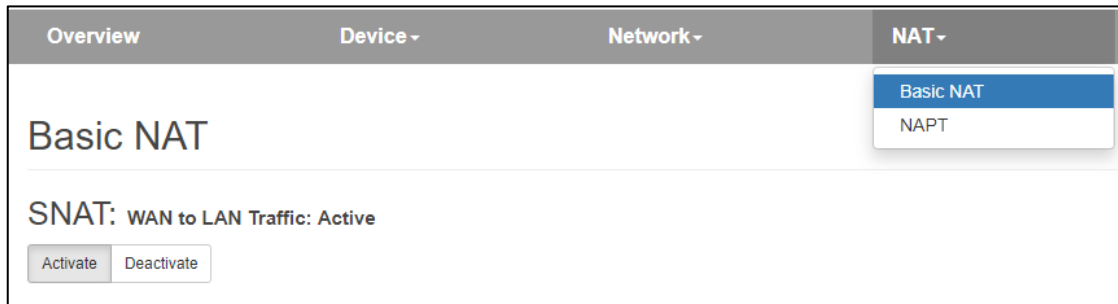 Overview Device Network NAT
Basic NAT
NAPT
Basic NAT
SNAT: WAN to LAN Traffic: Active
Activate Deactivate